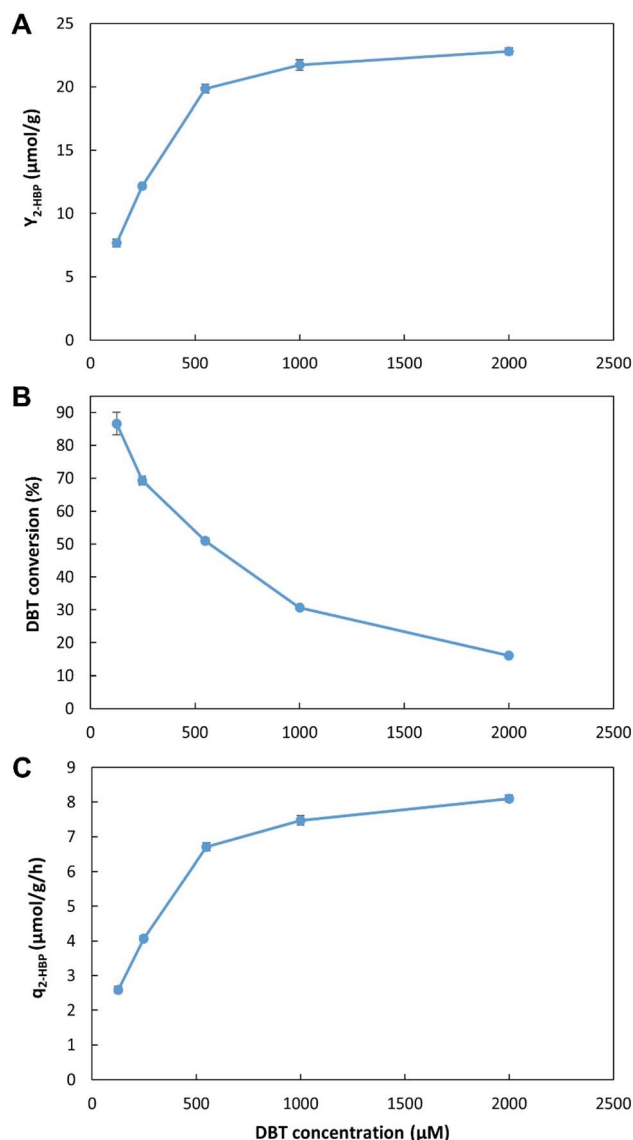 A
25
20
15
10
5
0
Y2-HBP (µmol/g)
0 500 1000 1500 2000 2500
B
90
80
70
60
50
40
30
20
10
0
DBT conversion (%)
0 500 1000 1500 2000 2500
C
9
8
7
6
5
4
3
2
1
0
q2-HBP (µmol/g/h)
0 500 1000 1500 2000 2500
DBT concentration (µM)